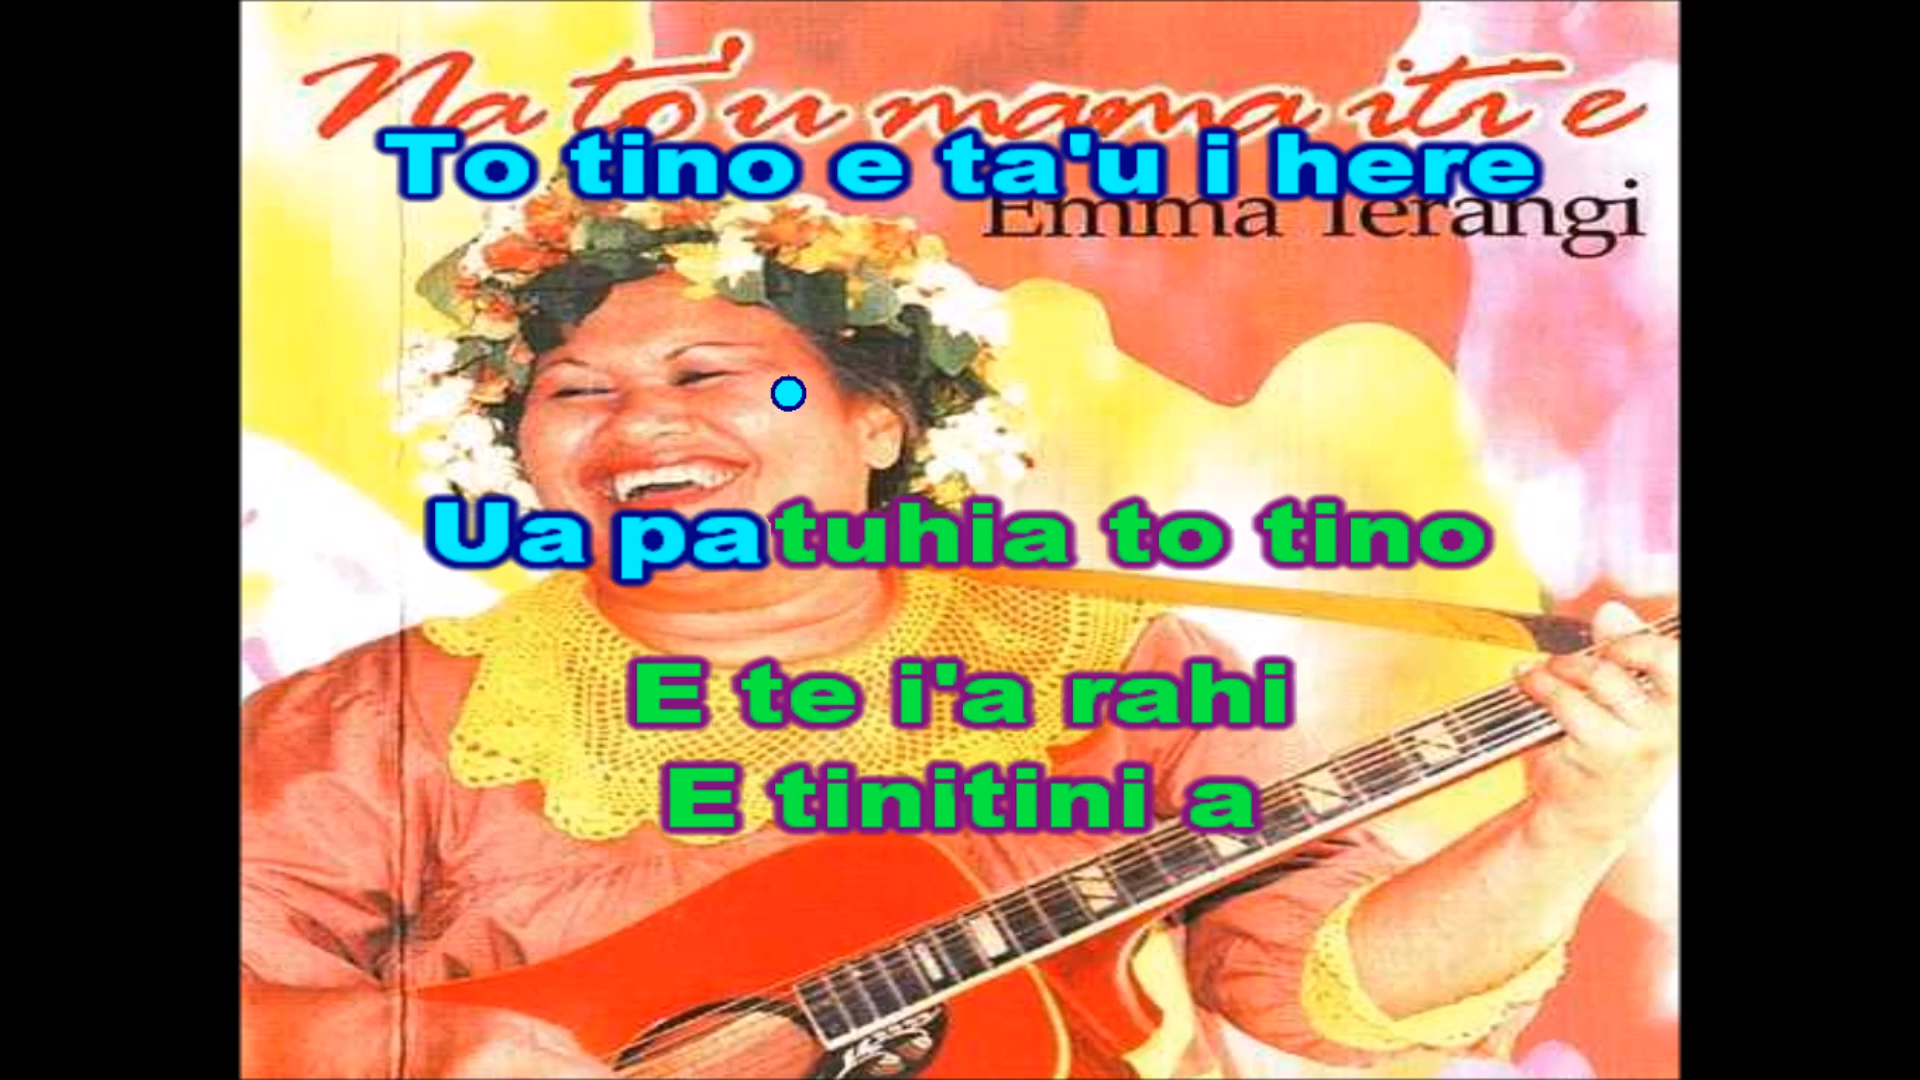 Na to'u mama iti e
To tino e ta'u i here
Emma Terangi
Ua patuhia to tino
E te i'a rahi
E tinitini a